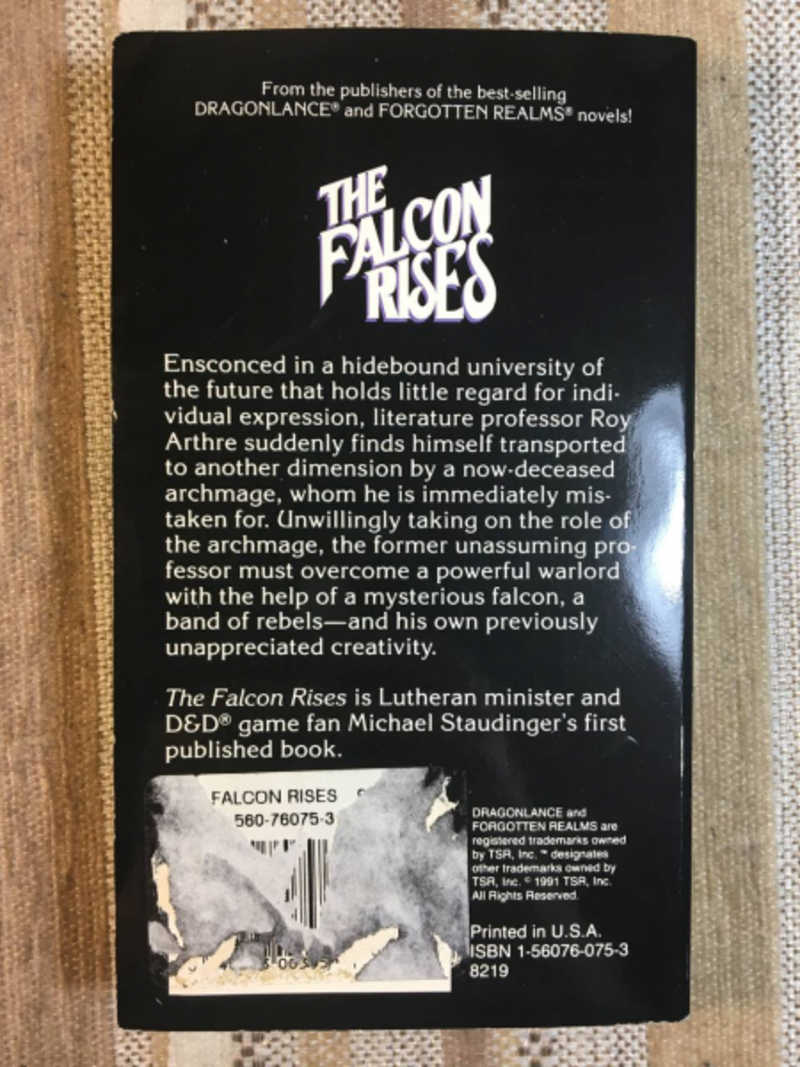 From the publishers of the best-selling
DRAGONLANCE® and FORGOTTEN REALMS® novels!
THE
FALCON
RISES
Ensconced in a hidebound university of
the future that holds little regard for indi-
vidual expression, literature professor Roy
Arthre suddenly finds himself transported
to another dimension by a now-deceased
archmage, whom he is immediately mis-
taken for. Unwillingly taking on the role of
the archmage, the former unassuming pro-
fessor must overcome a powerful warlord
with the help of a mysterious falcon, a
band of rebels—and his own previously
unappreciated creativity.
The Falcon Rises is Lutheran minister and
D&D® game fan Michael Staudinger's first
published book.
FALCON RISES
560-76075-3
DRAGONLANCE and
FORGOTTEN REALMS are
registered trademarks owned
by TSR, Inc. ™ designates
other trademarks owned by
TSR, Inc. © 1991 TSR, Inc.
All Rights Reserved.
Printed in U.S.A.
ISBN 1-56076-075-3
8219